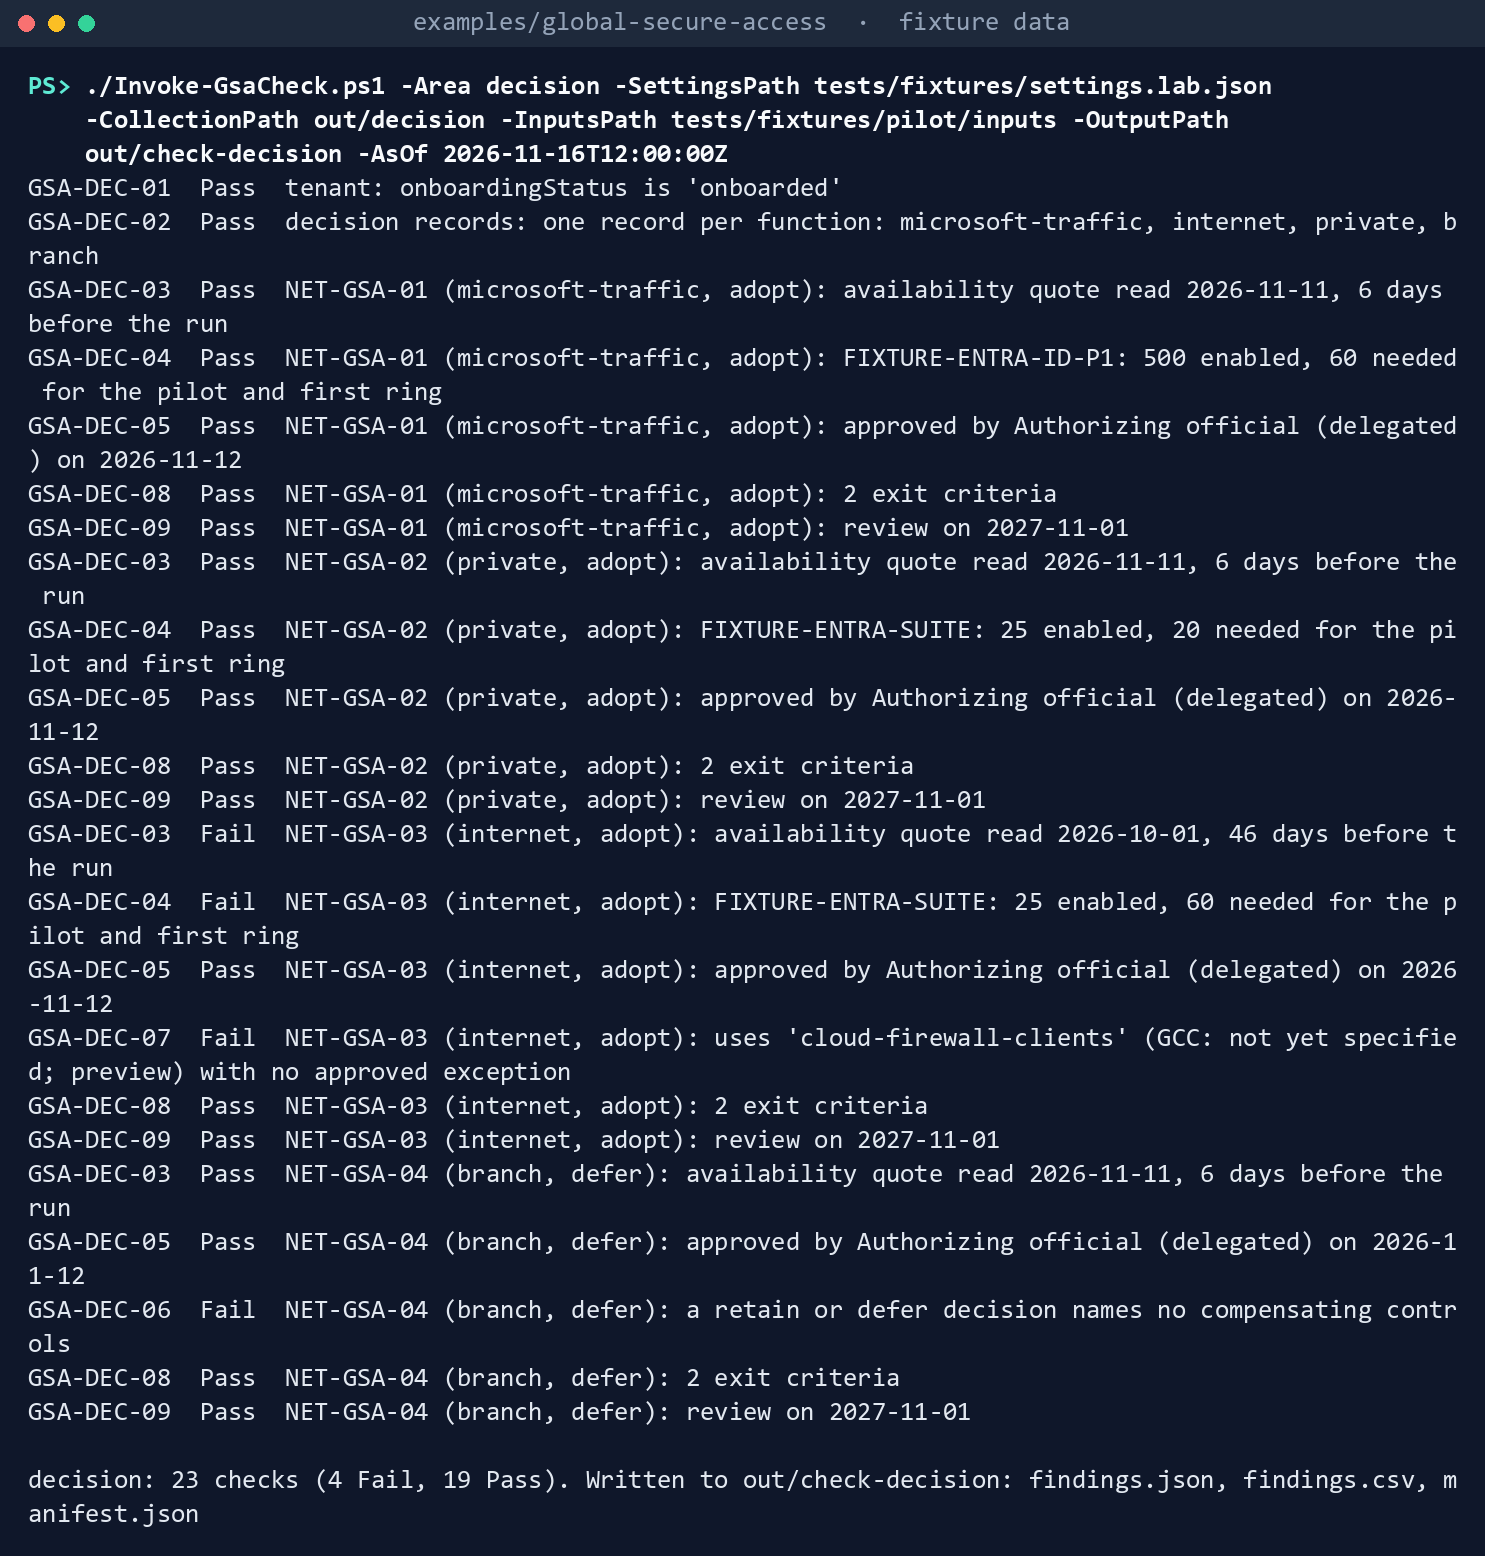 examples/global-secure-access  ·  fixture data
PS> ./Invoke-GsaCheck.ps1 -Area decision -SettingsPath tests/fixtures/settings.lab.json
    -CollectionPath out/decision -InputsPath tests/fixtures/pilot/inputs -OutputPath
    out/check-decision -AsOf 2026-11-16T12:00:00Z
GSA-DEC-01  Pass  tenant: onboardingStatus is 'onboarded'
GSA-DEC-02  Pass  decision records: one record per function: microsoft-traffic, internet, private, b
ranch
GSA-DEC-03  Pass  NET-GSA-01 (microsoft-traffic, adopt): availability quote read 2026-11-11, 6 days
before the run
GSA-DEC-04  Pass  NET-GSA-01 (microsoft-traffic, adopt): FIXTURE-ENTRA-ID-P1: 500 enabled, 60 needed
 for the pilot and first ring
GSA-DEC-05  Pass  NET-GSA-01 (microsoft-traffic, adopt): approved by Authorizing official (delegated
) on 2026-11-12
GSA-DEC-08  Pass  NET-GSA-01 (microsoft-traffic, adopt): 2 exit criteria
GSA-DEC-09  Pass  NET-GSA-01 (microsoft-traffic, adopt): review on 2027-11-01
GSA-DEC-03  Pass  NET-GSA-02 (private, adopt): availability quote read 2026-11-11, 6 days before the
 run
GSA-DEC-04  Pass  NET-GSA-02 (private, adopt): FIXTURE-ENTRA-SUITE: 25 enabled, 20 needed for the pi
lot and first ring
GSA-DEC-05  Pass  NET-GSA-02 (private, adopt): approved by Authorizing official (delegated) on 2026-
11-12
GSA-DEC-08  Pass  NET-GSA-02 (private, adopt): 2 exit criteria
GSA-DEC-09  Pass  NET-GSA-02 (private, adopt): review on 2027-11-01
GSA-DEC-03  Fail  NET-GSA-03 (internet, adopt): availability quote read 2026-10-01, 46 days before t
he run
GSA-DEC-04  Fail  NET-GSA-03 (internet, adopt): FIXTURE-ENTRA-SUITE: 25 enabled, 60 needed for the p
ilot and first ring
GSA-DEC-05  Pass  NET-GSA-03 (internet, adopt): approved by Authorizing official (delegated) on 2026
-11-12
GSA-DEC-07  Fail  NET-GSA-03 (internet, adopt): uses 'cloud-firewall-clients' (GCC: not yet specifie
d; preview) with no approved exception
GSA-DEC-08  Pass  NET-GSA-03 (internet, adopt): 2 exit criteria
GSA-DEC-09  Pass  NET-GSA-03 (internet, adopt): review on 2027-11-01
GSA-DEC-03  Pass  NET-GSA-04 (branch, defer): availability quote read 2026-11-11, 6 days before the
run
GSA-DEC-05  Pass  NET-GSA-04 (branch, defer): approved by Authorizing official (delegated) on 2026-1
1-12
GSA-DEC-06  Fail  NET-GSA-04 (branch, defer): a retain or defer decision names no compensating contr
ols
GSA-DEC-08  Pass  NET-GSA-04 (branch, defer): 2 exit criteria
GSA-DEC-09  Pass  NET-GSA-04 (branch, defer): review on 2027-11-01
decision: 23 checks (4 Fail, 19 Pass). Written to out/check-decision: findings.json, findings.csv, m
anifest.json